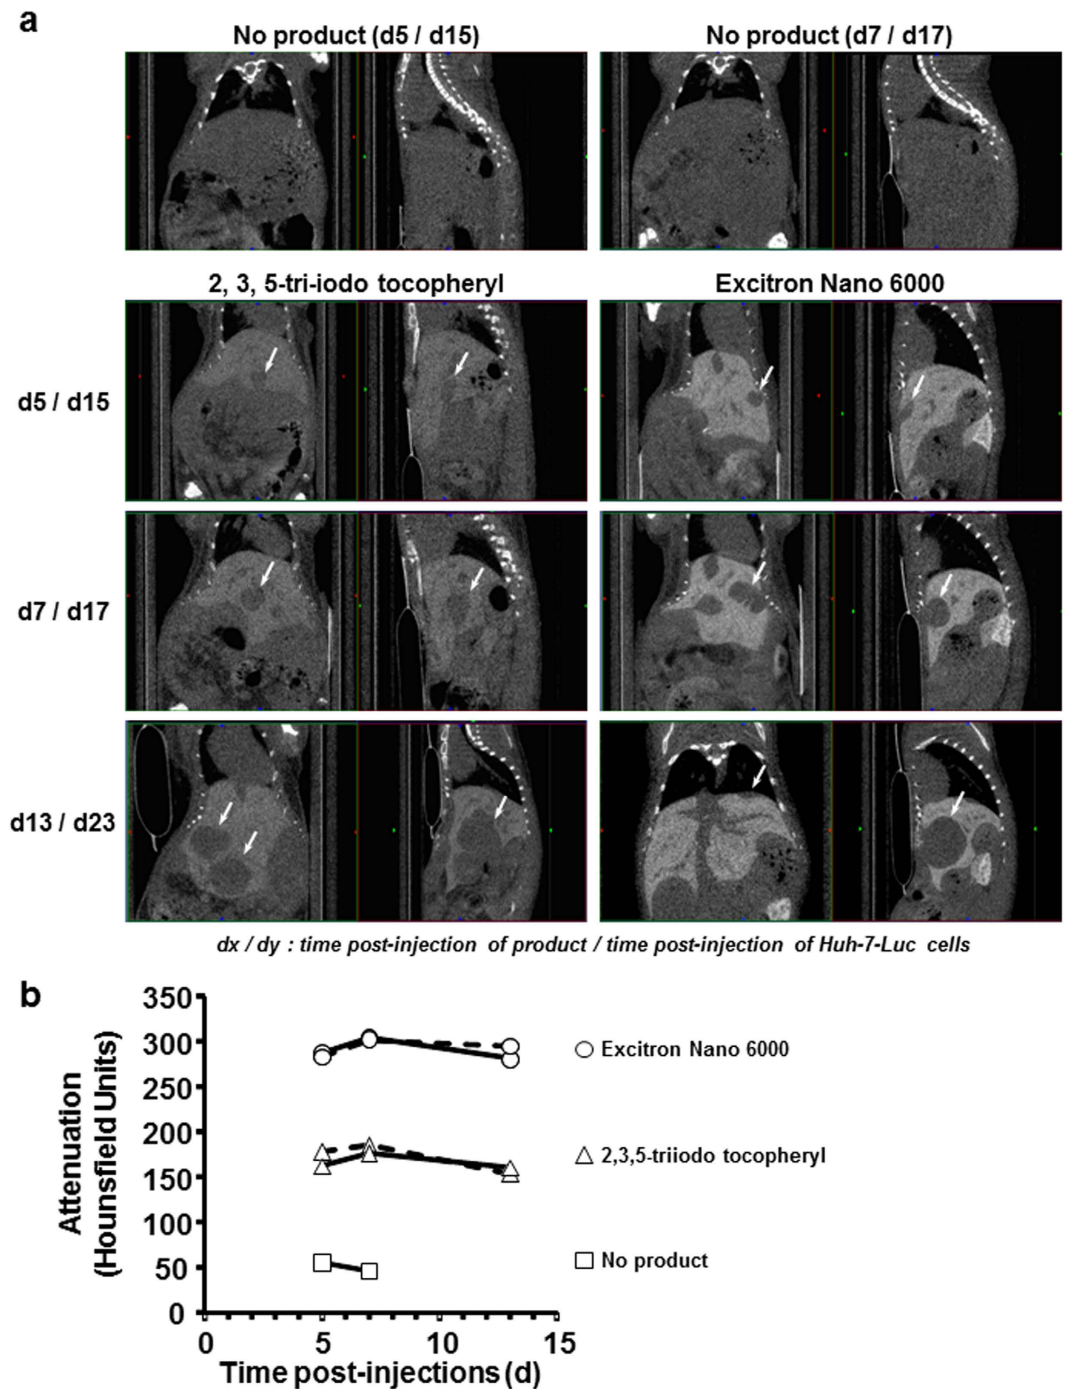 a
No product (d5 / d15)
No product (d7 / d17)
2, 3, 5-tri-iodo tocopheryl
Excitron Nano 6000
d5 / d15
d7 / d17
d13 / d23
dx / dy : time post-injection of product / time post-injection of Huh-7-Luc cells
b
350
300
250
200
150
100
50
0
Attenuation
(Hounsfield Units)
0 5 10 15
Time post-injections (d)
Excitron Nano 6000
2,3,5-triiodo tocopheryl
No product